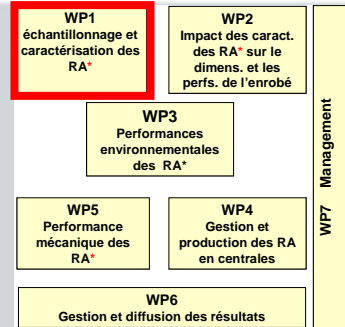 WP1
échantillonnage et
caractérisation des
RA*
WP2
Impact des caract.
des RA* sur le
dimens. et les
perfs. de l'enrobé
WP3
Performances
environnementales
des RA*
WP5
Performance
mécanique des
RA*
WP4
Gestion et
production des RA
en centrales
WP6
Gestion et diffusion des résultats
WP7 Management